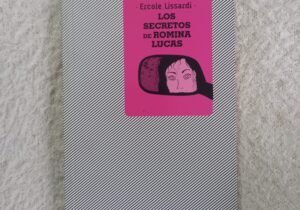 Ercole Lissardi
LOS
SECRETOS
DE ROMINA
LUCAS